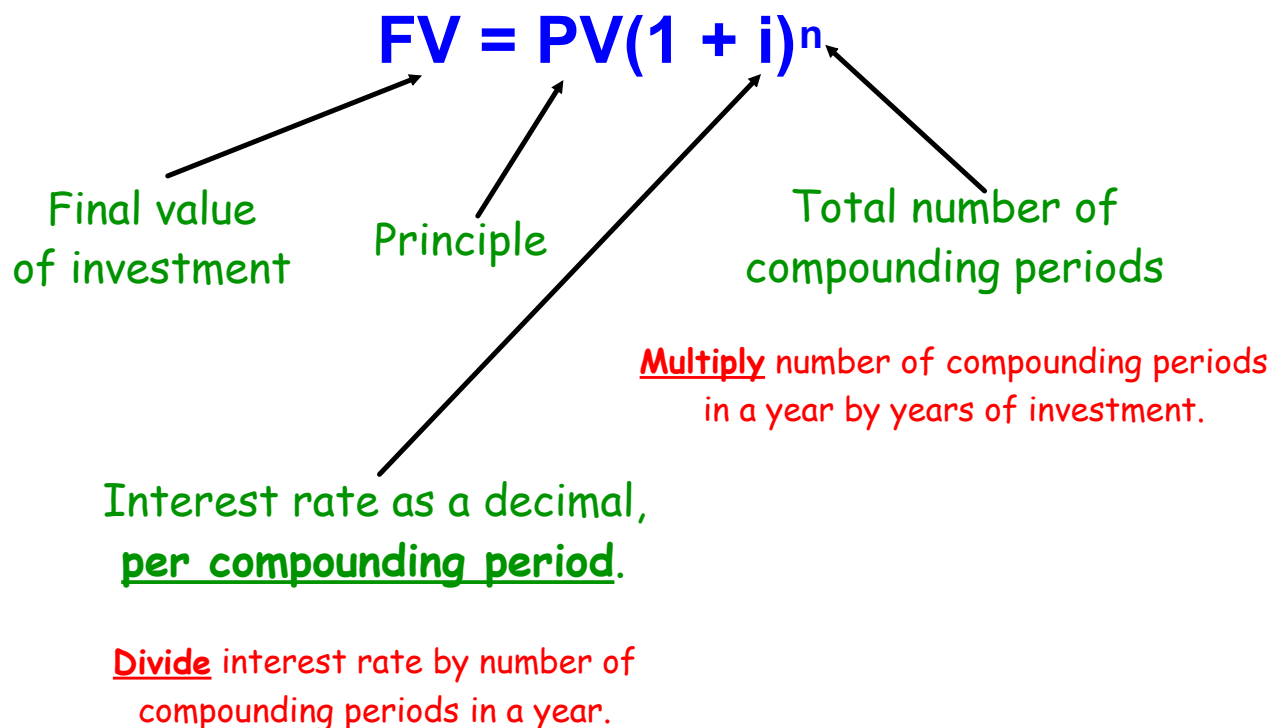 FV = PV(1 + i)ⁿ
Final value
of investment
Principle
Total number of
compounding periods
Multiply number of compounding periods
in a year by years of investment.
Interest rate as a decimal,
per compounding period.
Divide interest rate by number of
compounding periods in a year.